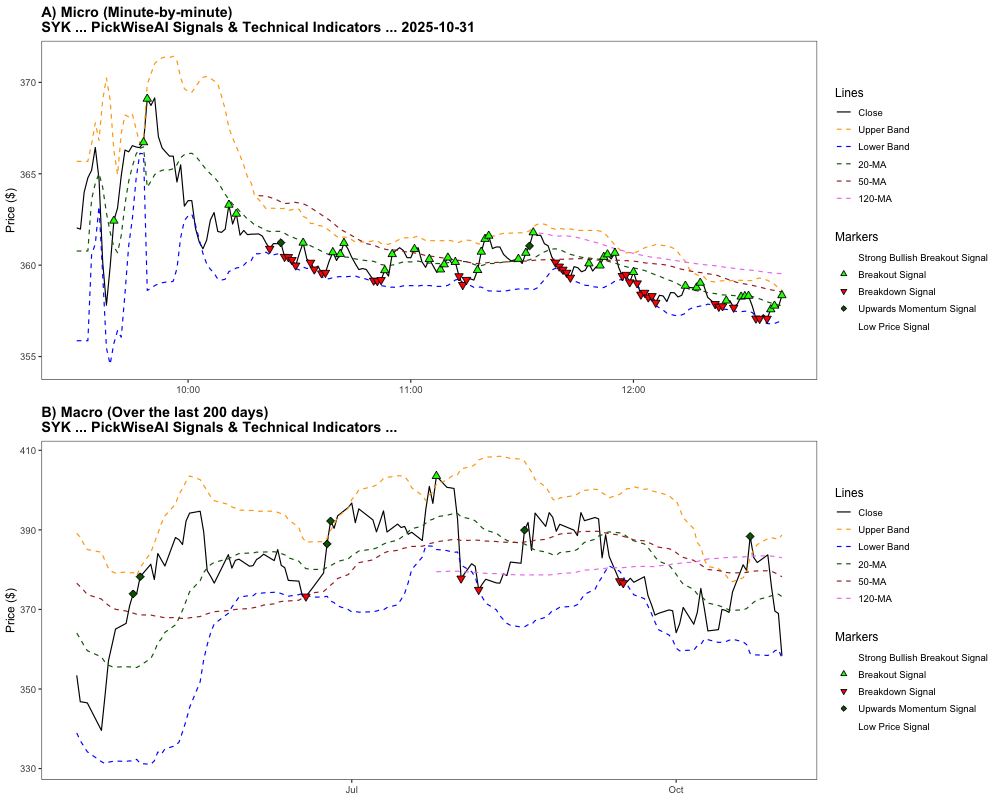 A) Micro (Minute-by-minute)
SYK ... PickWiseAI Signals & Technical Indicators ... 2025-10-31
Price ($)
370
365
360
355
10:00
11:00
12:00
Lines
Close
Upper Band
Lower Band
20-MA
50-MA
120-MA
Markers
Strong Bullish Breakout Signal
Breakout Signal
Breakdown Signal
Upwards Momentum Signal
Low Price Signal
B) Macro (Over the last 200 days)
SYK ... PickWiseAI Signals & Technical Indicators ...
Price ($)
410
390
370
350
330
Jul
Oct
Lines
Close
Upper Band
Lower Band
20-MA
50-MA
120-MA
Markers
Strong Bullish Breakout Signal
Breakout Signal
Breakdown Signal
Upwards Momentum Signal
Low Price Signal